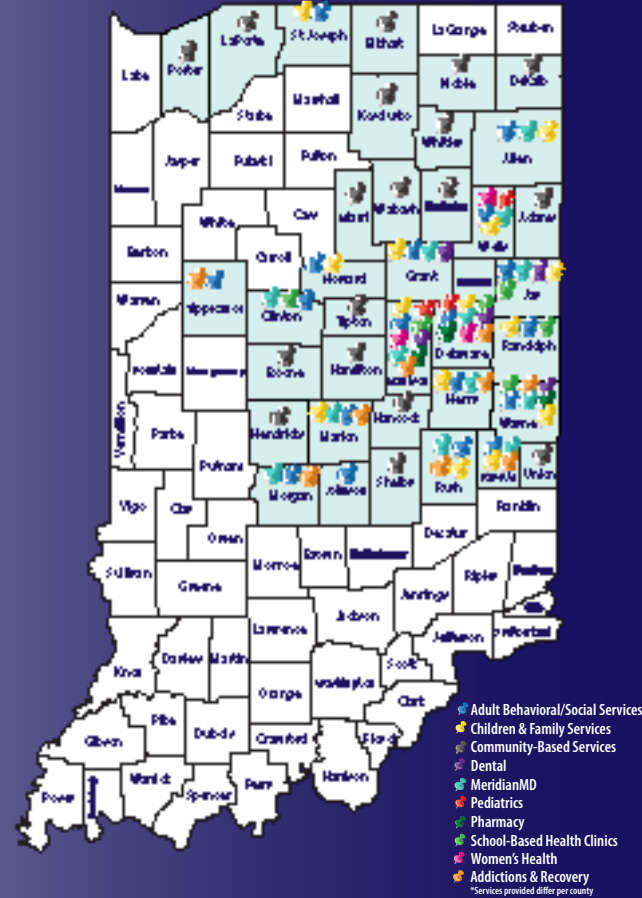 LaPorte
St Joseph
Elkhart
LaGrange
Steuben
Lake
Porter
Noble
DeKalb
Marshall
Starke
Kosciusko
Whitley
Allen
Jasper
Pulaski
Fulton
Miami
Wabash
Adams
White
Cass
Wells
Benton
Carroll
Howard
Grant
Jay
Warren
Tippecanoe
Clinton
Tipton
Delaware
Randolph
Fountain
Montgomery
Boone
Hamilton
Madison
Henry
Wayne
Vermillion
Parke
Hendricks
Marion
Hancock
Putnam
Morgan
Johnson
Shelby
Rush
Fayette
Union
Vigo
Clay
Franklin
Owen
Decatur
Sullivan
Monroe
Brown
Greene
Ripley
Jennings
Jackson
Lawrence
Jefferson
Switzerland
Knox
Daviess
Martin
Scott
Washington
Orange
Clark
Pike
Gibson
Dubois
Crawford
Floyd
Harrison
Posey
Warrick
Spencer
Perry
Adult Behavioral/Social Services
Children & Family Services
Community-Based Services
Dental
MeridianMD
Pediatrics
Pharmacy
School-Based Health Clinics
Women's Health
Addictions & Recovery
*Services provided differ per county